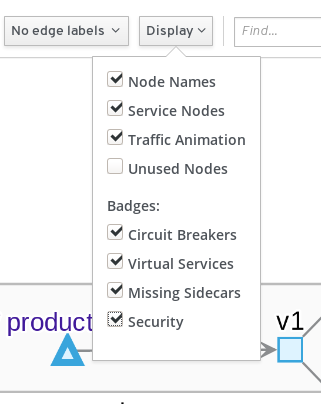 No edge labels
Display
Find...
Node Names
Service Nodes
Traffic Animation
Unused Nodes
Badges:
Circuit Breakers
Virtual Services
Missing Sidecars
Security
product
v1